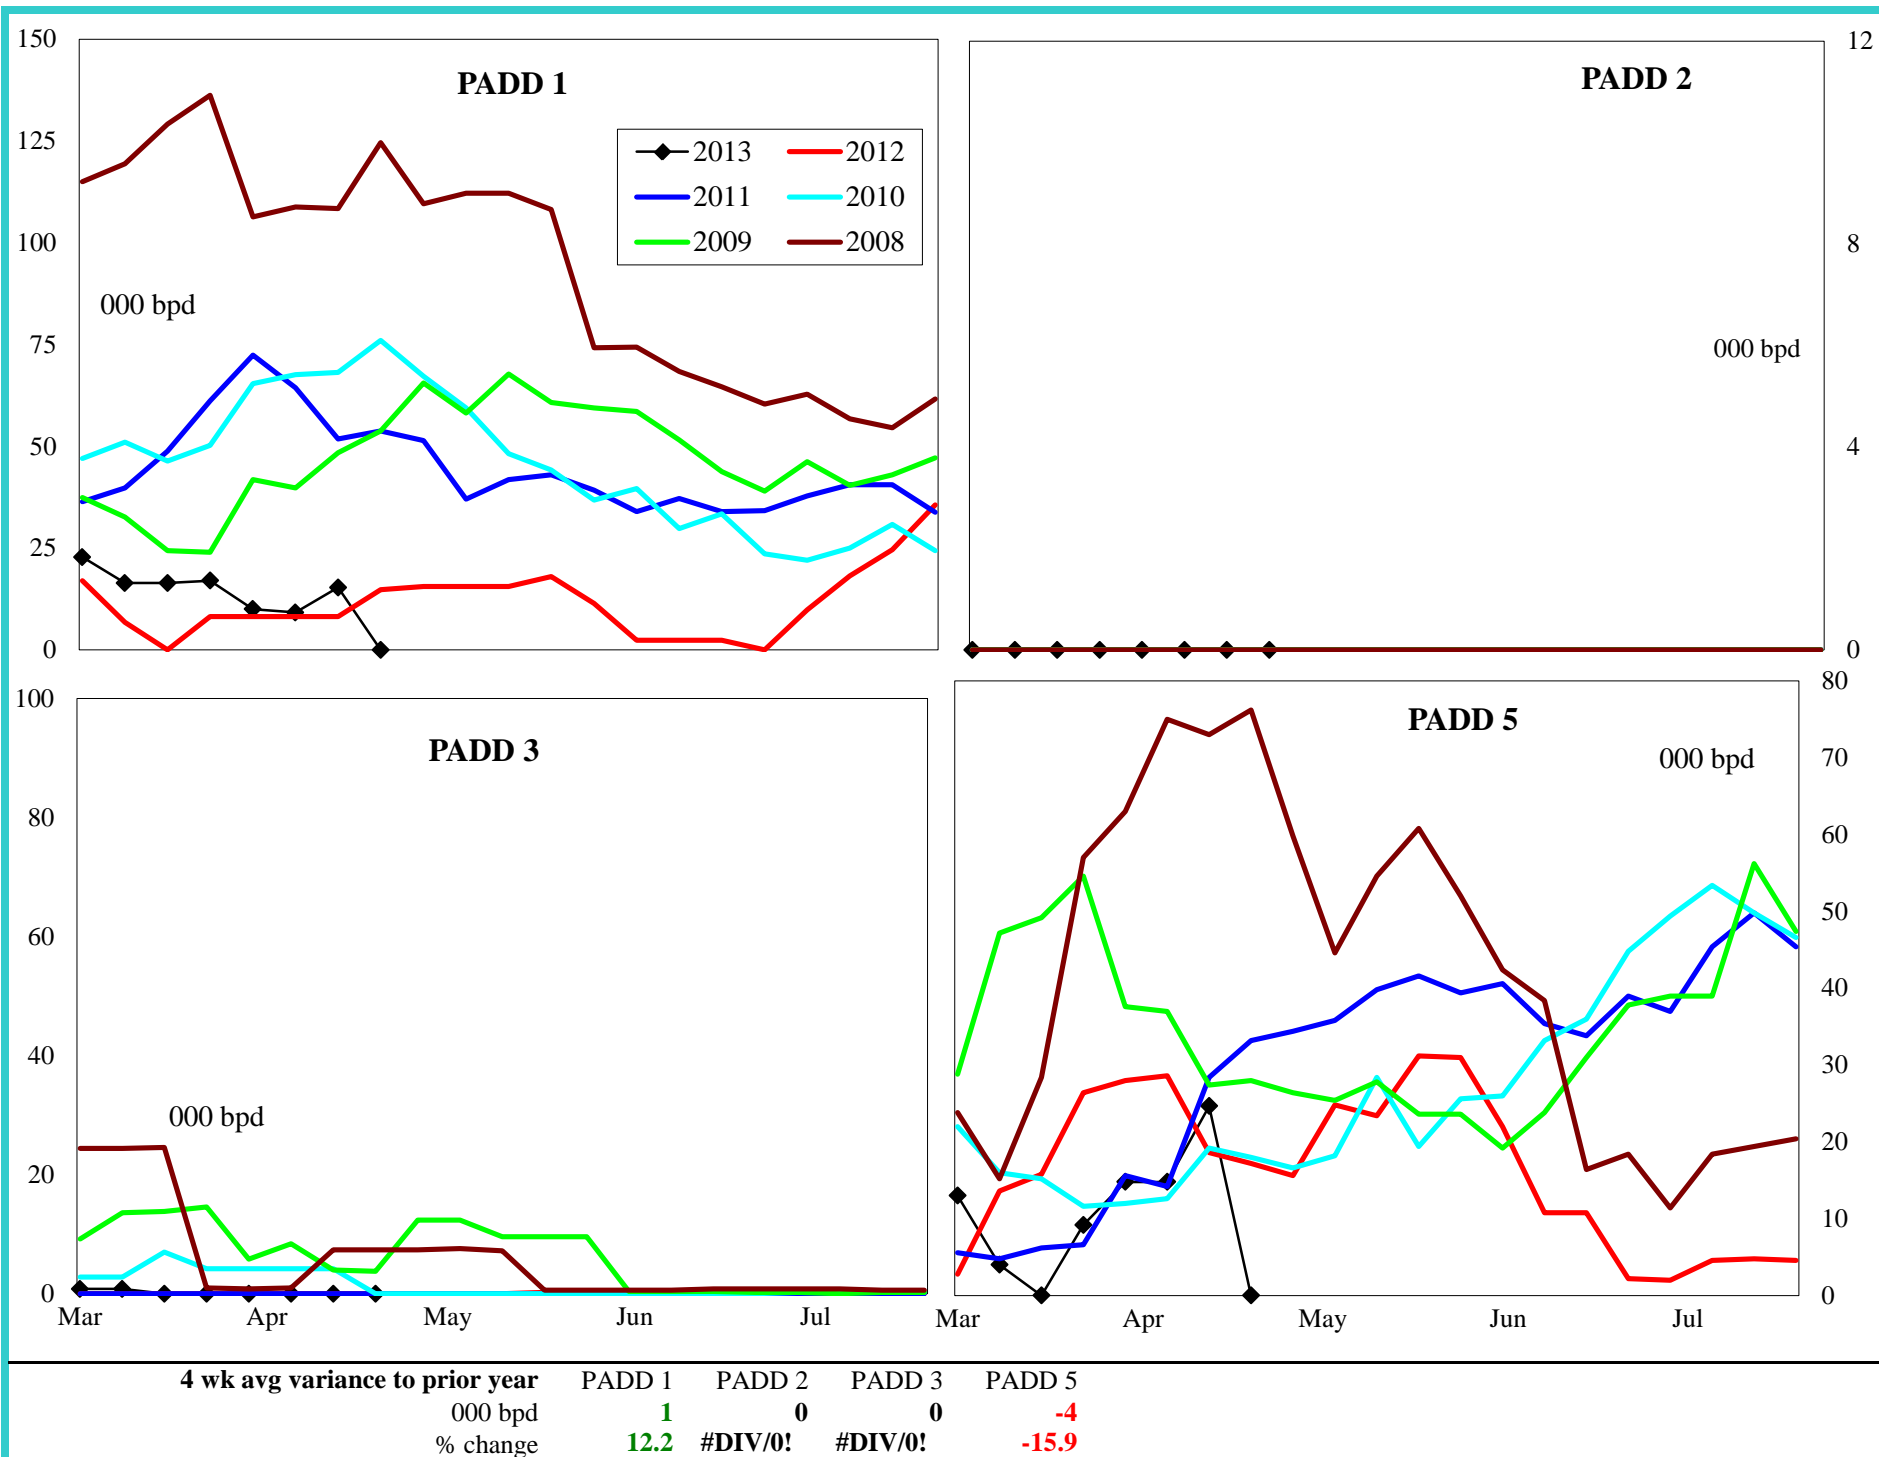 150
125
100
75
50
25
0
PADD 1
000 bpd
2013 2012
2011 2010
2009 2008
PADD 2
000 bpd
12
8
4
0
100
80
60
40
20
0
PADD 3
000 bpd
Mar Apr May Jun Jul
PADD 5
000 bpd
80
70
60
50
40
30
20
10
0
Mar Apr May Jun Jul
4 wk avg variance to prior year PADD 1 PADD 2 PADD 3 PADD 5
000 bpd 1 0 0 -4
% change 12.2 #DIV/0! #DIV/0! -15.9